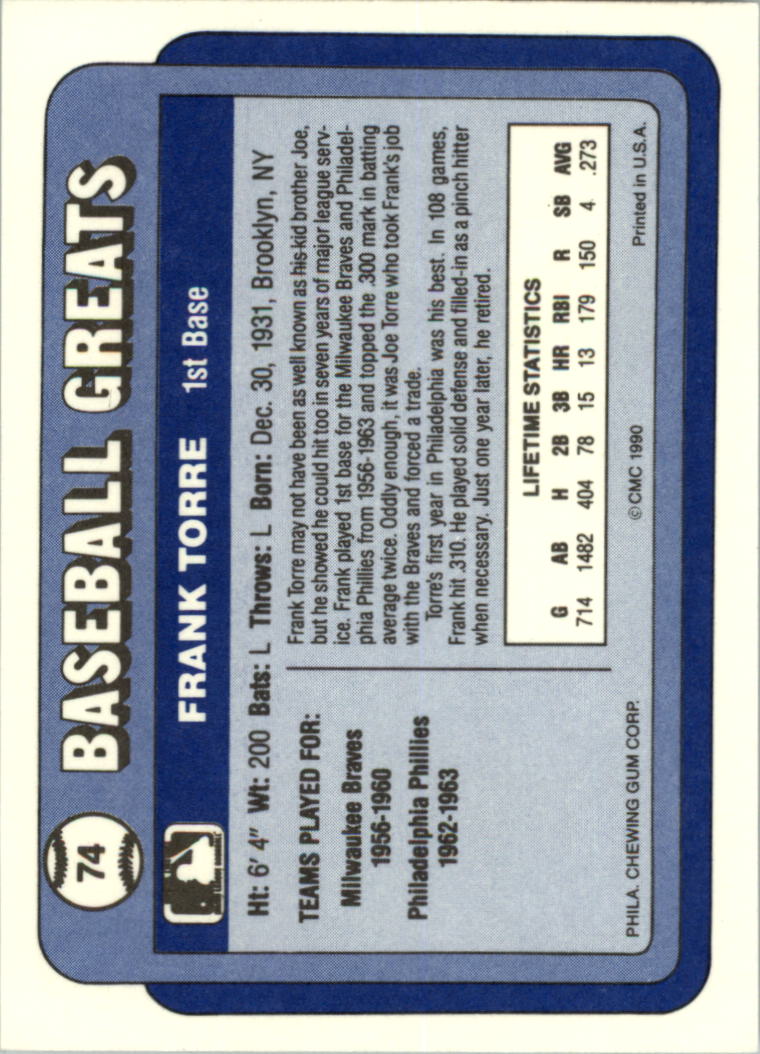 74 BASEBALL GREATS
FRANK TORRE 1st Base
Ht: 6' 4" Wt: 200 Bats: L Throws: L Born: Dec. 30, 1931, Brooklyn, NY
TEAMS PLAYED FOR:
Milwaukee Braves
1956-1960
Philadelphia Phillies
1962-1963
Frank Torre may not have been as well known as his kid brother Joe,
but he showed he could hit too in seven years of major league serv-
ice. Frank played 1st base for the Milwaukee Braves and Philadel-
phia Phillies from 1956-1963 and topped the .300 mark in batting
average twice. Oddly enough, it was Joe Torre who took Frank's job
with the Braves and forced a trade.
Torre's first year in Philadelphia was his best. In 108 games,
Frank hit .310. He played solid defense and filled-in as a pinch hitter
when necessary. Just one year later, he retired.
LIFETIME STATISTICS
G AB H 2B 3B HR RBI R SB AVG
714 1482 404 78 15 13 179 150 4 .273
PHILA. CHEWING GUM CORP. © CMC 1990 Printed in U.S.A.